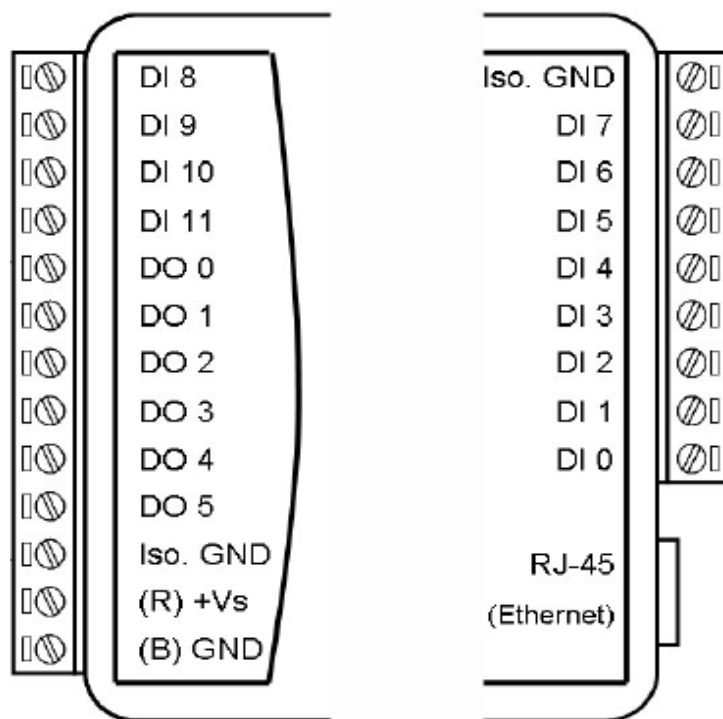 DI 8
DI 9
DI 10
DI 11
DO 0
DO 1
DO 2
DO 3
DO 4
DO 5
Iso. GND
(R) +Vs
(B) GND
Iso. GND
DI 7
DI 6
DI 5
DI 4
DI 3
DI 2
DI 1
DI 0
RJ-45
(Ethernet)